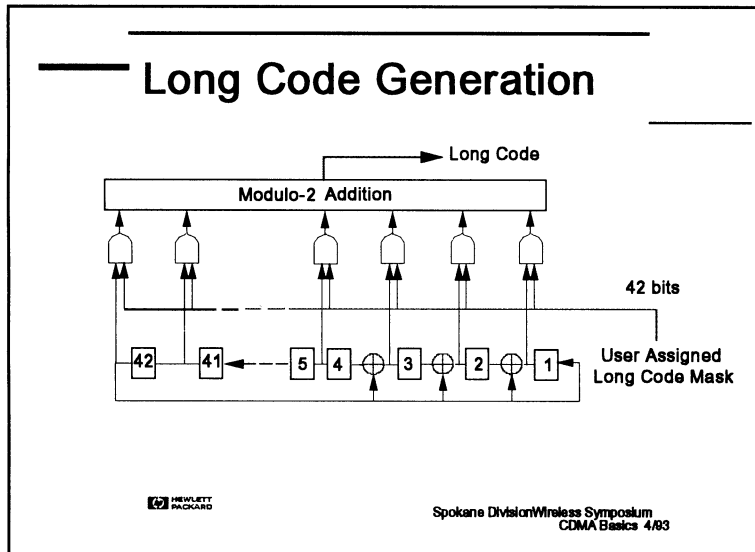 Long Code Generation
Long Code
Modulo-2 Addition
42 bits
42 41 5 4 3 2 1
User Assigned
Long Code Mask
hp HEWLETT
PACKARD
Spokane DivisionWireless Symposium
CDMA Basics 4/93